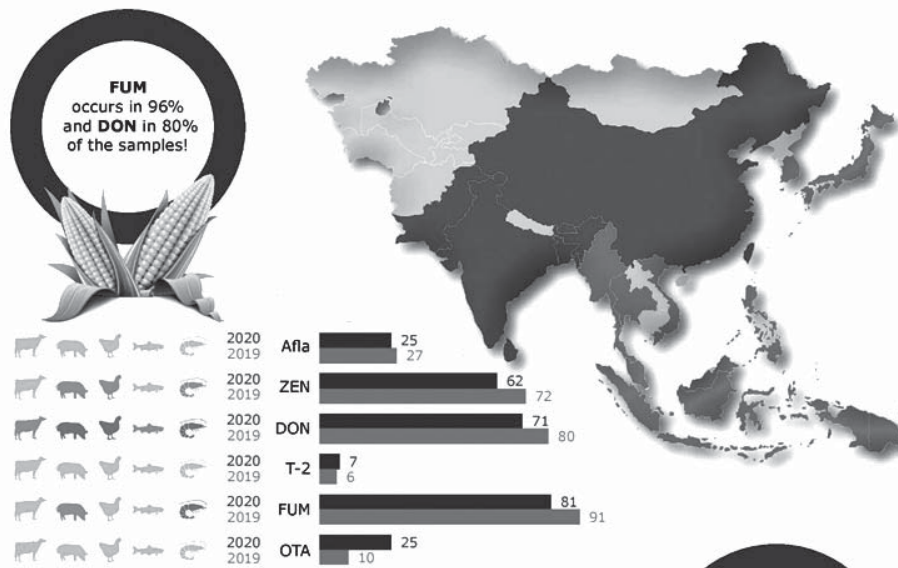 FUM
occurs in 96%
and DON in 80%
of the samples!
2020 Afla 25
2019 27
2020 ZEN 62
2019 72
2020 DON 71
2019 80
2020 T-2 7
2019 6
2020 FUM 81
2019 91
2020 OTA 25
2019 10